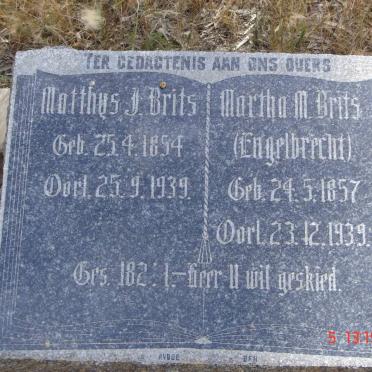 TER GEDAGTENIS AAN ONS OUERS
Matthys J. Brits
Geb. 25.4.1854
Oorl. 25.9.1939.
Martha M. Brits
(Engelbrecht)
Geb. 24.5.1857
Oorl. 23.12.1939.
Ges. 182: 1.- Heer U wil geskied.